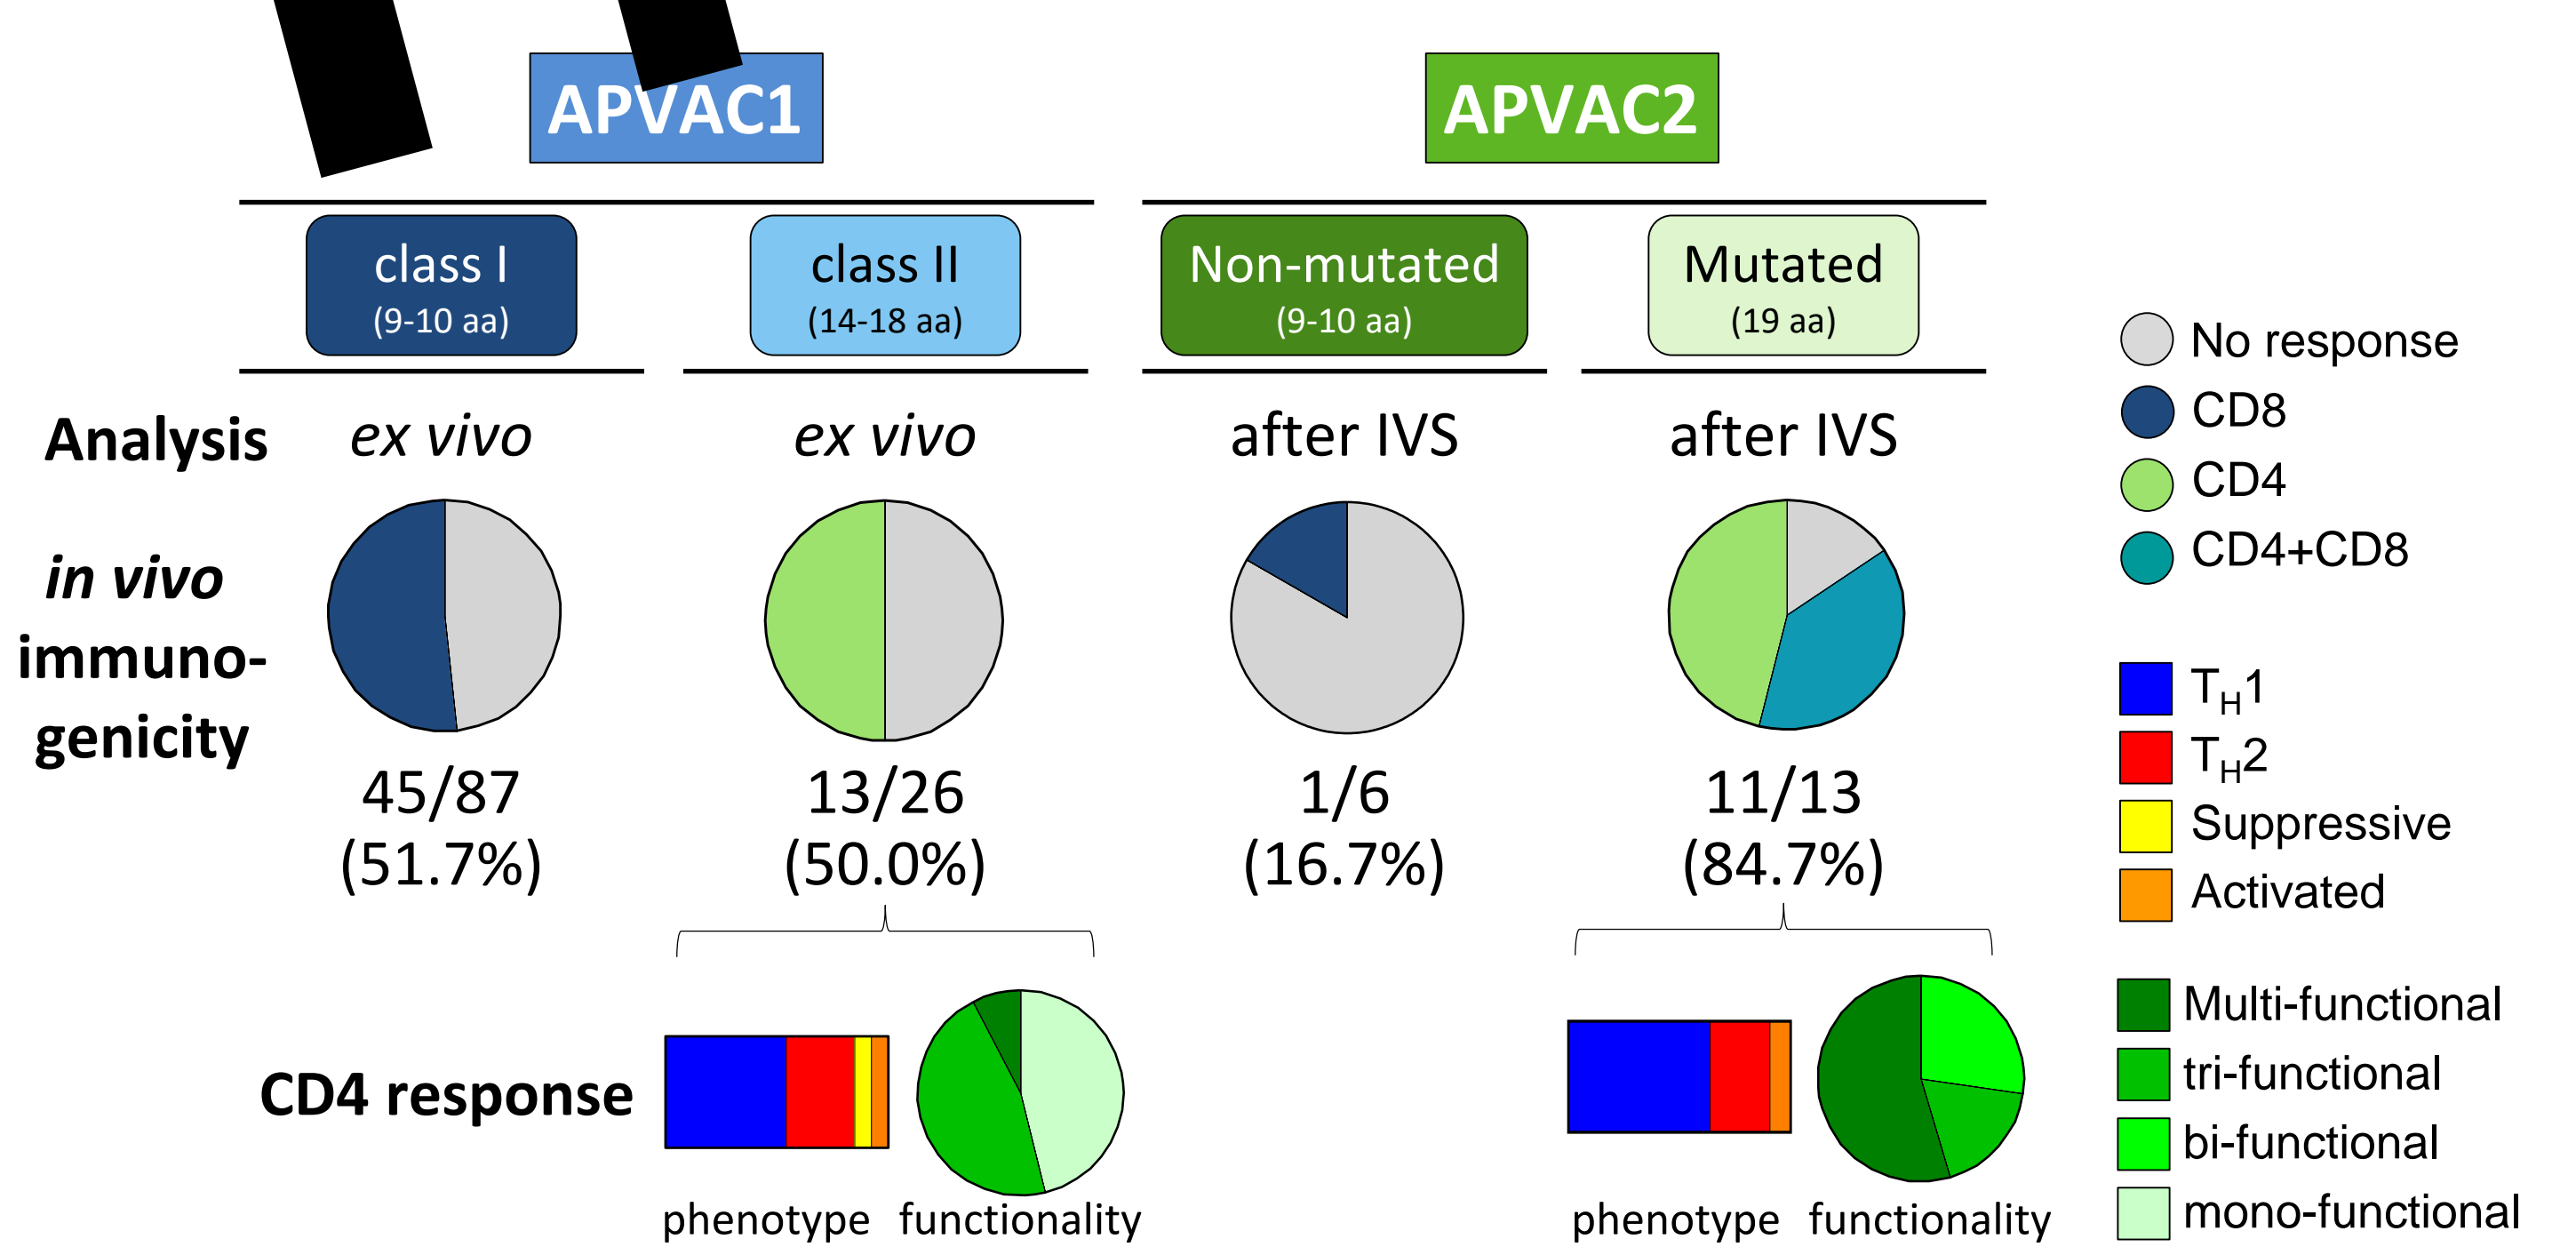 APVAC1
APVAC2
class I
(9-10 aa)
class II
(14-18 aa)
Non-mutated
(9-10 aa)
Mutated
(19 aa)
Analysis
ex vivo
ex vivo
after IVS
after IVS
in vivo
immuno-
genicity
45/87
(51.7%)
13/26
(50.0%)
1/6
(16.7%)
11/13
(84.7%)
CD4 response
phenotype
functionality
phenotype
functionality
No response
CD8
CD4
CD4+CD8
TH1
TH2
Suppressive
Activated
Multi-functional
tri-functional
bi-functional
mono-functional